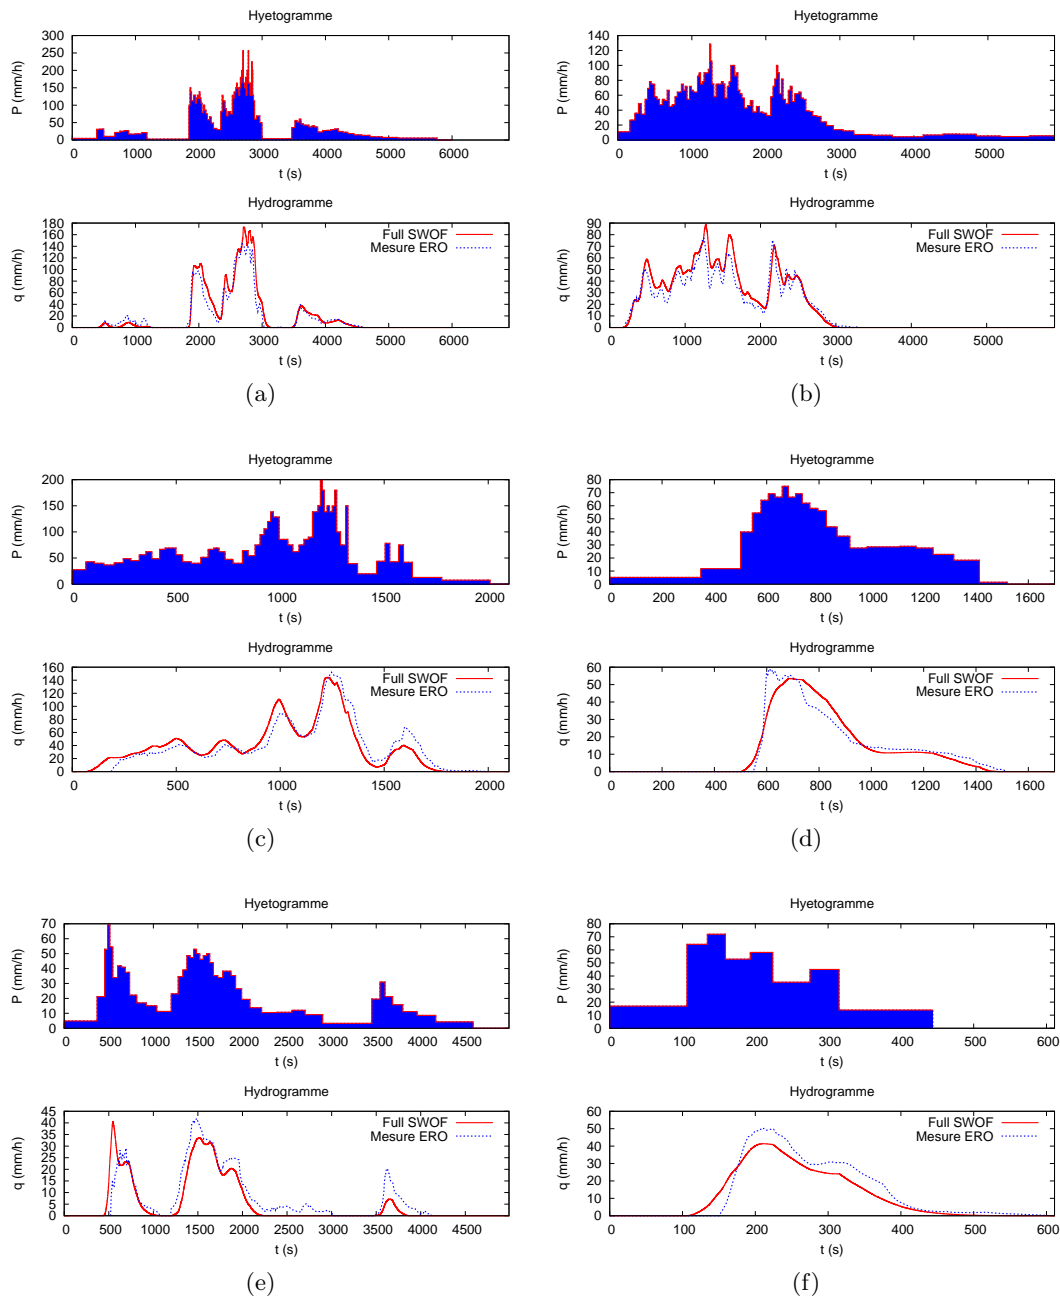 Hyetogramme
P (mm/h)
300
250
200
150
100
50
0
0 1000 2000 3000 4000 5000 6000
t (s)
Hydrogramme
q (mm/h)
180
160
140
120
100
80
60
40
20
0
Full SWOF
Mesure ERO
0 1000 2000 3000 4000 5000 6000
t (s)
(a)
Hyetogramme
P (mm/h)
140
120
100
80
60
40
20
0
0 1000 2000 3000 4000 5000
t (s)
Hydrogramme
q (mm/h)
90
80
70
60
50
40
30
20
10
0
Full SWOF
Mesure ERO
0 1000 2000 3000 4000 5000
t (s)
(b)
Hyetogramme
P (mm/h)
200
150
100
50
0
0 500 1000 1500 2000
t (s)
Hydrogramme
q (mm/h)
160
140
120
100
80
60
40
20
0
Full SWOF
Mesure ERO
0 500 1000 1500 2000
t (s)
(c)
Hyetogramme
P (mm/h)
80
70
60
50
40
30
20
10
0
0 200 400 600 800 1000 1200 1400 1600
t (s)
Hydrogramme
q (mm/h)
60
50
40
30
20
10
0
Full SWOF
Mesure ERO
0 200 400 600 800 1000 1200 1400 1600
t (s)
(d)
Hyetogramme
P (mm/h)
70
60
50
40
30
20
10
0
0 500 1000 1500 2000 2500 3000 3500 4000 4500
t (s)
Hydrogramme
q (mm/h)
45
40
35
30
25
20
15
10
5
0
Full SWOF
Mesure ERO
0 500 1000 1500 2000 2500 3000 3500 4000 4500
t (s)
(e)
Hyetogramme
P (mm/h)
80
70
60
50
40
30
20
10
0
0 100 200 300 400 500 600
t (s)
Hydrogramme
q (mm/h)
60
50
40
30
20
10
0
Full SWOF
Mesure ERO
0 100 200 300 400 500 600
t (s)
(f)